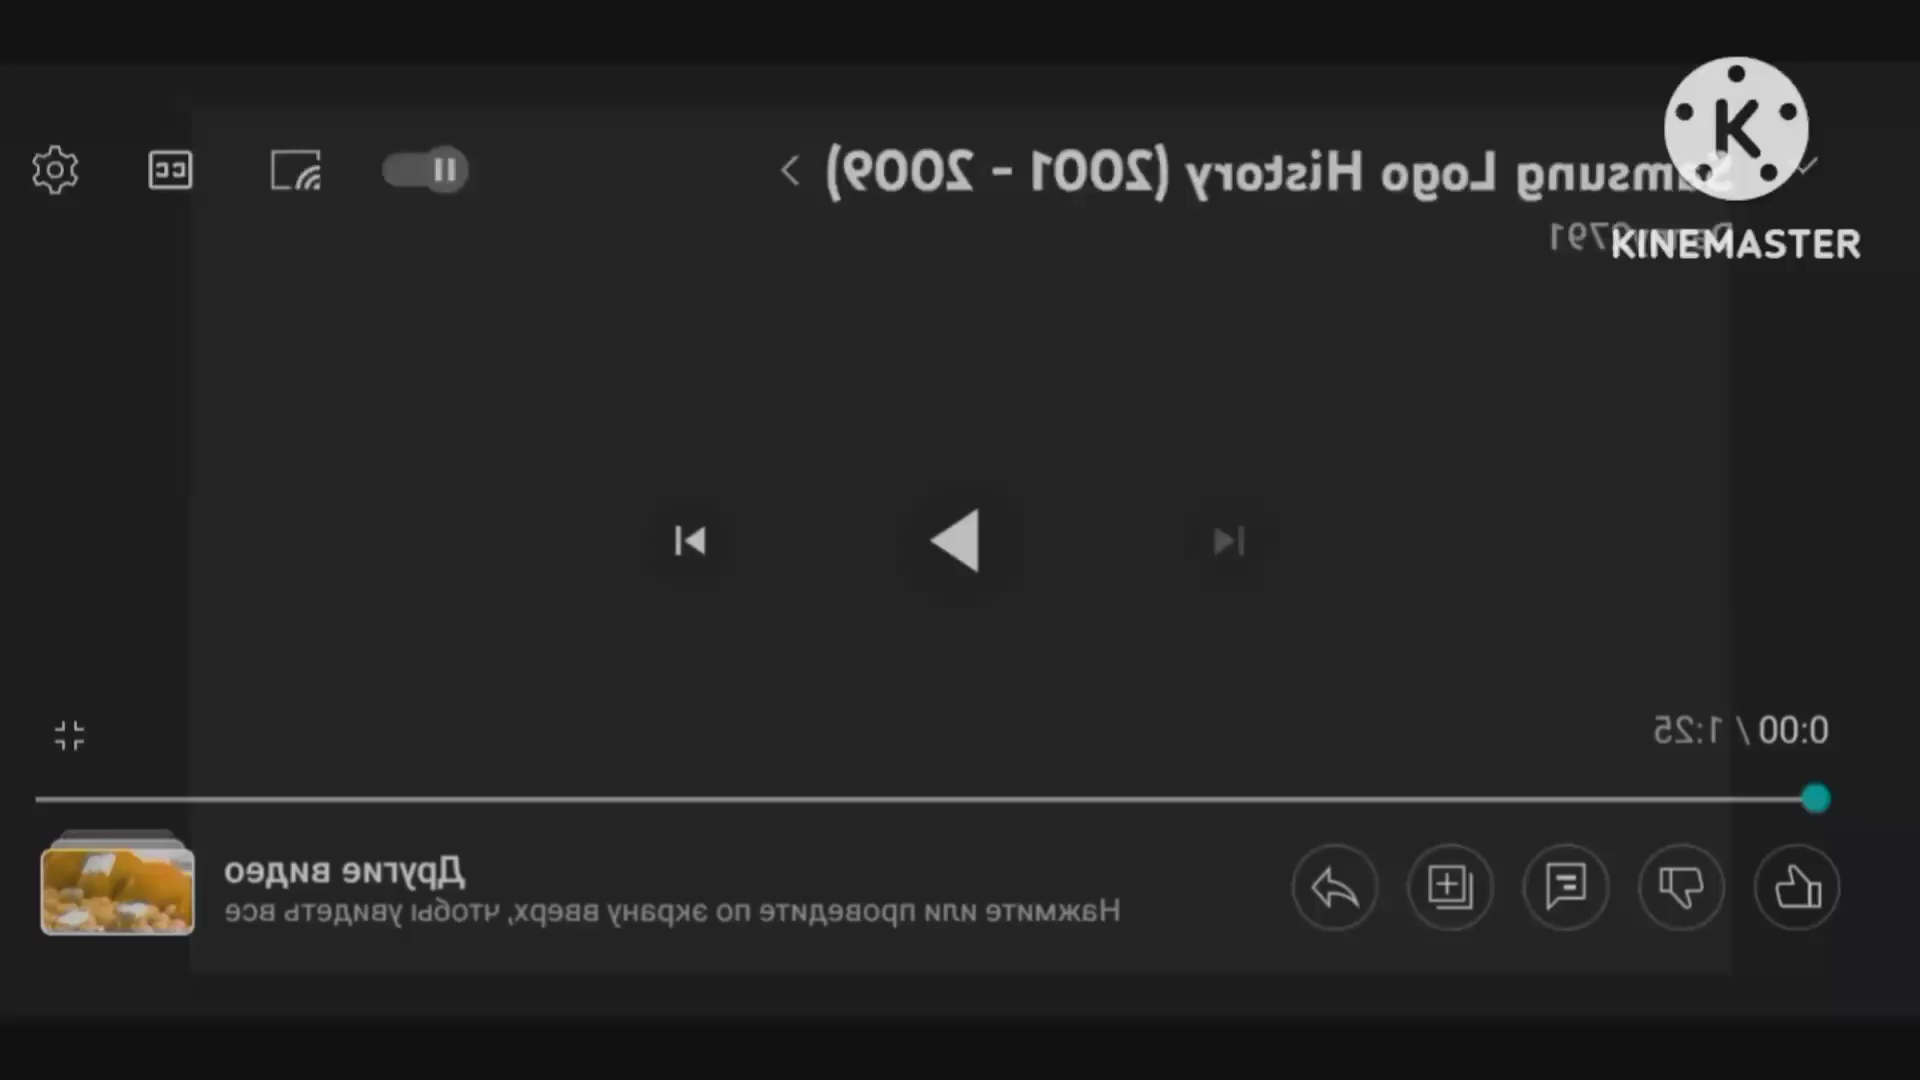 Samsung Logo History (2001 - 2009)
KINEMASTER
0:00 / 1:25
Другие видео
Нажмите или проведите по экрану вверх, чтобы увидеть все